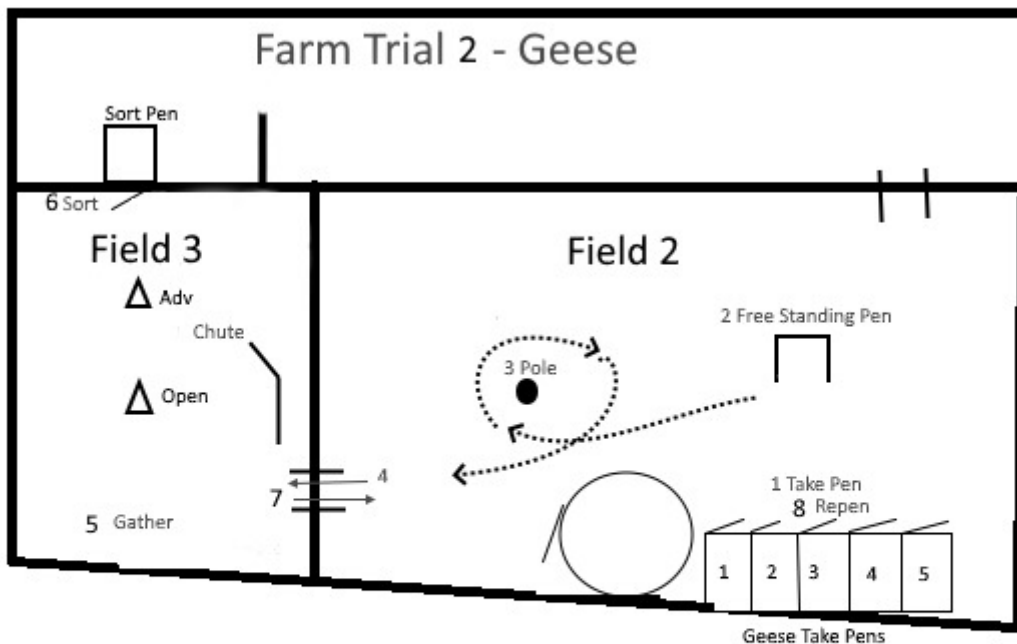 Farm Trial 2 - Geese
Sort Pen
6 Sort
Field 3
Field 2
Adv
Chute
2 Free Standing Pen
3 Pole
Open
4
7
1 Take Pen
8 Repen
5 Gather
1 2 3 4 5
Geese Take Pens